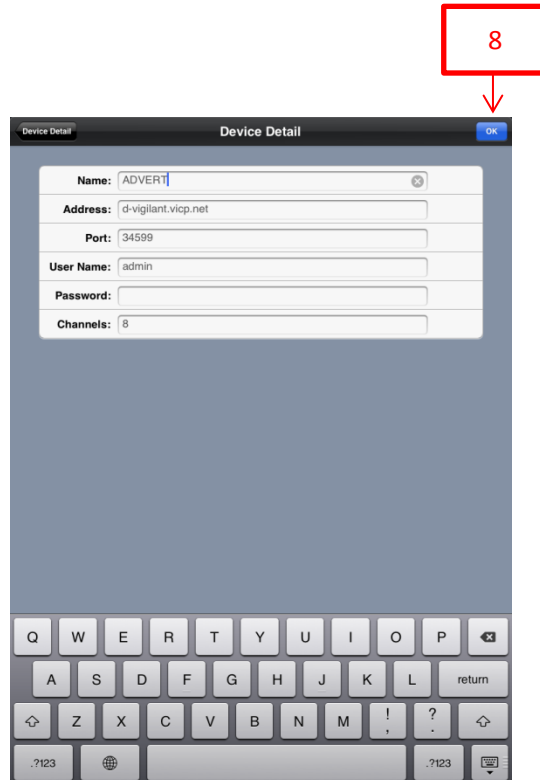 8
Device Detail Device Detail OK
Name: ADVERT
Address: d-vigilant.vicp.net
Port: 34599
User Name: admin
Password:
Channels: 8
Q W E R T Y U I O P
A S D F G H J K L return
Z X C V B N M ! , ? .
.?123 .?123